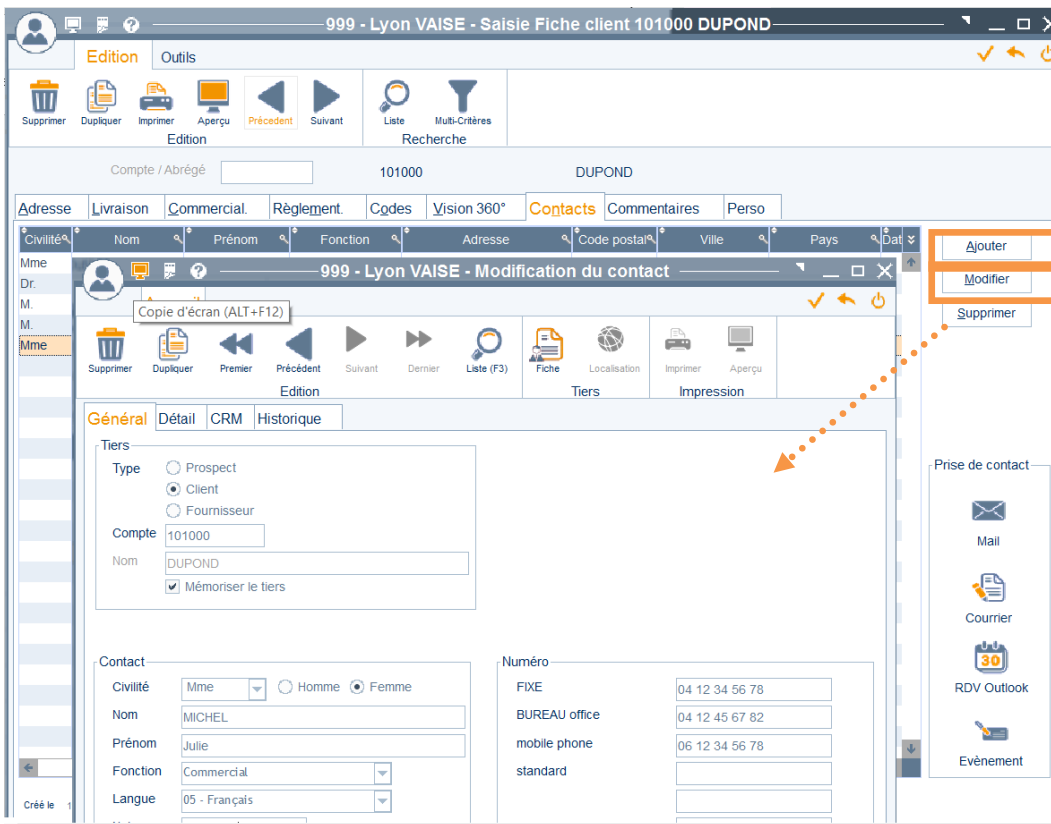 999 - Lyon VAISE - Saisie Fiche client 101000 DUPOND
Edition Outils
Supprimer Dupliquer Imprimer Aperçu Précedent Suivant Liste Multi-Critères
Edition Recherche
Compte / Abrégé 101000 DUPOND
Adresse Livraison Commercial. Règlement. Codes Vision 360° Contacts Commentaires Perso
Civilité Nom Prénom Fonction Adresse Code postal Ville Pays Dat
Ajouter
Modifier
Supprimer
Mme
Dr.
M.
M.
Mme
999 - Lyon VAISE - Modification du contact
Copie d'écran (ALT+F12)
Supprimer Dupliquer Premier Précédent Suivant Dernier Liste (F3) Fiche Localisation Imprimer Aperçu
Edition Tiers Impression
Général Détail CRM Historique
Tiers
Type Prospect
Client
Fournisseur
Compte 101000
Nom DUPOND
Mémoriser le tiers
Contact
Civilité Mme Homme Femme
Nom MICHEL
Prénom Julie
Fonction Commercial
Langue 05 - Français
Numéro
FIXE 04 12 34 56 78
BUREAU office 04 12 45 67 82
mobile phone 06 12 34 56 78
standard
Prise de contact
Mail
Courrier
30
RDV Outlook
Evènement
Créé le 1